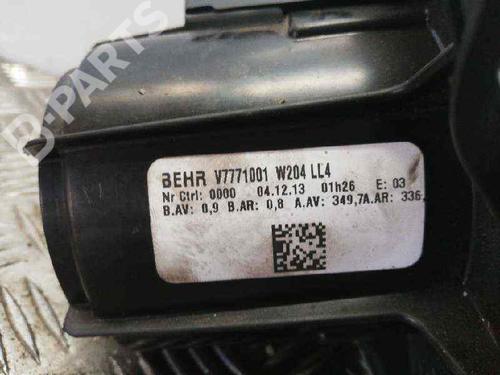 B-PARTS
BEHR V7771001 W204 LL4
Nr Ctrl: 0000 04.12.13 01h26 E: 03
B.AV: 0,9 B.AR: 0,8 A.AV: 349,7A.AR: 336,